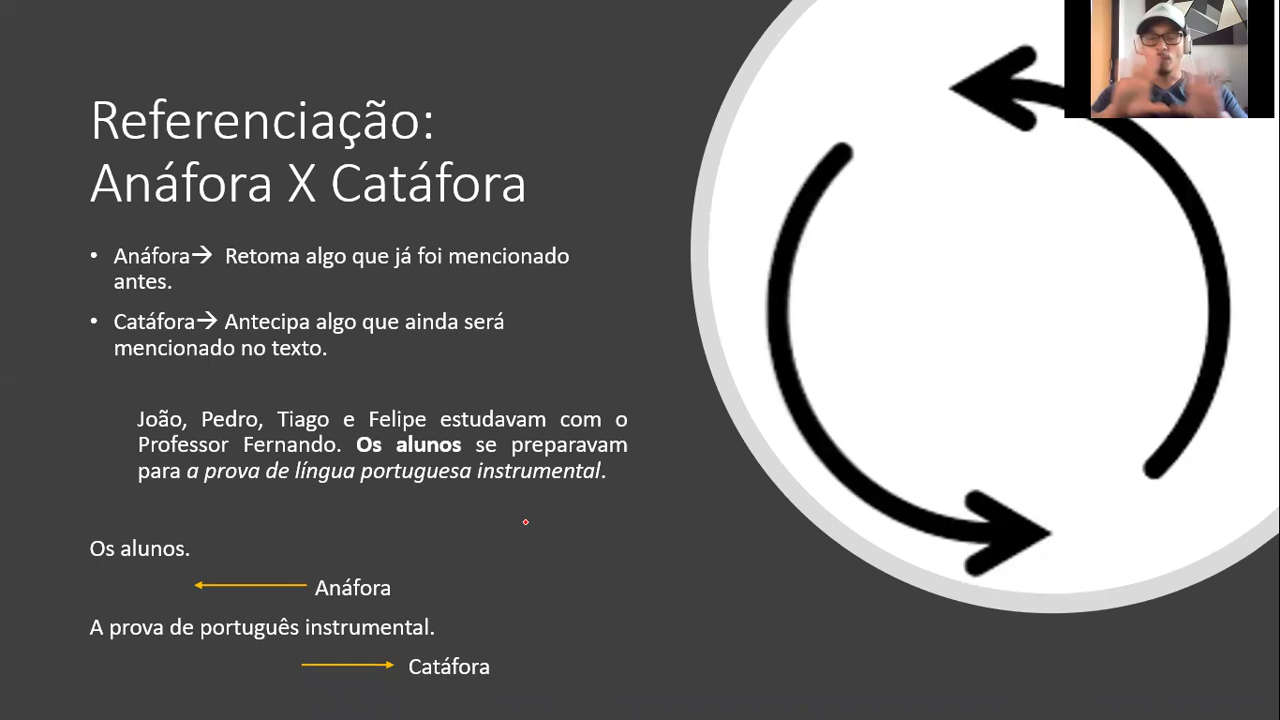 Referenciação:
Anáfora X Catáfora
• Anáfora→ Retoma algo que já foi mencionado
antes.
• Catáfora→ Antecipa algo que ainda será
mencionado no texto.
João, Pedro, Tiago e Felipe estudavam com o
Professor Fernando. Os alunos se preparavam
para a prova de língua portuguesa instrumental.
Os alunos.
Anáfora
A prova de português instrumental.
Catáfora